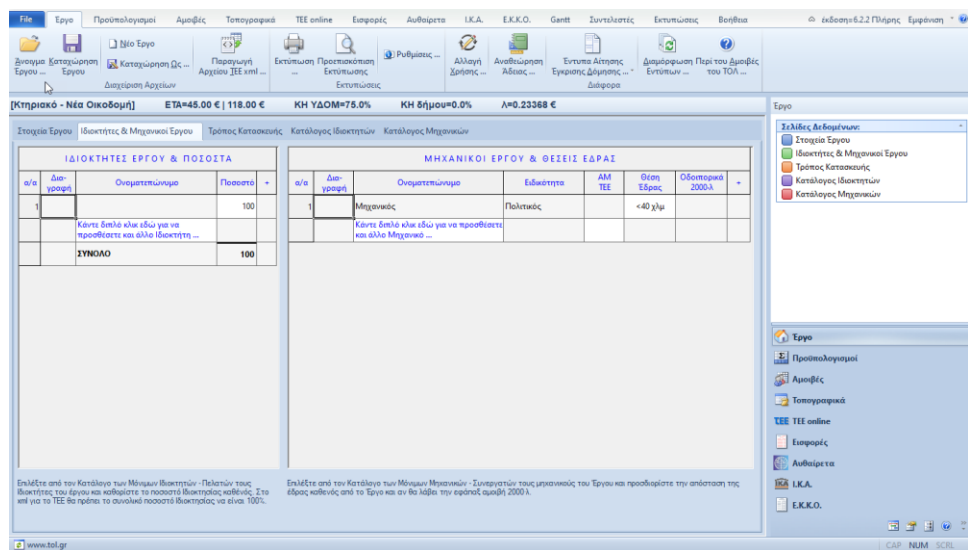 File Έργο Προϋπολογισμοί Αμοιβές Τοπογραφικά TEE online Εισφορές Αυθαίρετα Ι.Κ.Α. Ε.Κ.Κ.Ο. Gantt Συντελεστές Εκτυπώσεις Βοήθεια έκδοση=6.2.2 Πλήρης Εμφάνιση
Άνοιγμα Έργου ...
Καταχώρηση Έργου
Νέο Έργο
Καταχώρηση Ως ...
Διαχείριση Αρχείων
Παραγωγή Αρχείου TEE xml ...
Εκτύπωση ...
Προεπισκόπιση Εκτύπωσης
Ρυθμίσεις ...
Εκτυπώσεις
Αλλαγή Χρήσης ...
Αναθεώρηση Άδειας ...
Έντυπα Αίτησης Έγκρισης Δόμησης ...
Διαμόρφωση Εντύπων ...
Περί του Αμοιβές του ΤΟΛ ...
Διάφορα
[Κτηριακό - Νέα Οικοδομή] ΕΤΑ=45.00 € | 118.00 € ΚΗ ΥΔΟΜ=75.0% ΚΗ δήμου=0.0% Λ=0.23368 €
Στοιχεία Έργου Ιδιοκτήτες & Μηχανικοί Έργου Τρόπος Κατασκευής Κατάλογος Ιδιοκτητών Κατάλογος Μηχανικών
ΙΔΙΟΚΤΗΤΕΣ ΕΡΓΟΥ & ΠΟΣΟΣΤΑ
α/α Δια-γραφή Ονοματεπώνυμο Ποσοστό +
1 100
Κάντε διπλό κλικ εδώ για να
προσθέσετε και άλλο Ιδιοκτήτη ...
ΣΥΝΟΛΟ 100
ΜΗΧΑΝΙΚΟΙ ΕΡΓΟΥ & ΘΕΣΕΙΣ ΕΔΡΑΣ
α/α Δια-γραφή Ονοματεπώνυμο Ειδικότητα ΑΜ ΤΕΕ Θέση Έδρας Οδοιπορικά 2000·λ
1 Μηχανικός Πολιτικός <40 χλμ
Κάντε διπλό κλικ εδώ για να προσθέσετε
και άλλο Μηχανικό ...
Επιλέξτε από τον Κατάλογο των Μόνιμων Ιδιοκτητών - Πελατών τους
Ιδιοκτήτες του έργου και καθορίστε το ποσοστό Ιδιοκτησίας καθενός. Στο
xml για το ΤΕΕ θα πρέπει το συνολικό ποσοστό Ιδιοκτησίας να είναι 100%.
Επιλέξτε από τον Κατάλογο των Μόνιμων Μηχανικών - Συνεργατών τους μηχανικούς του Έργου και προσδιορίστε την απόσταση της
έδρας καθενός από το Έργο και αν θα λάβει την εφάπαξ αμοιβή 2000·λ.
Έργο
Σελίδες Δεδομένων:
Στοιχεία Έργου
Ιδιοκτήτες & Μηχανικοί Έργου
Τρόπος Κατασκευής
Κατάλογος Ιδιοκτητών
Κατάλογος Μηχανικών
Έργο
Προϋπολογισμοί
Αμοιβές
Τοπογραφικά
TEE TEE online
Εισφορές
Αυθαίρετα
ΙΚΑ Ι.Κ.Α.
Ε.Κ.Κ.Ο.
www.tol.gr CAP NUM SCRL